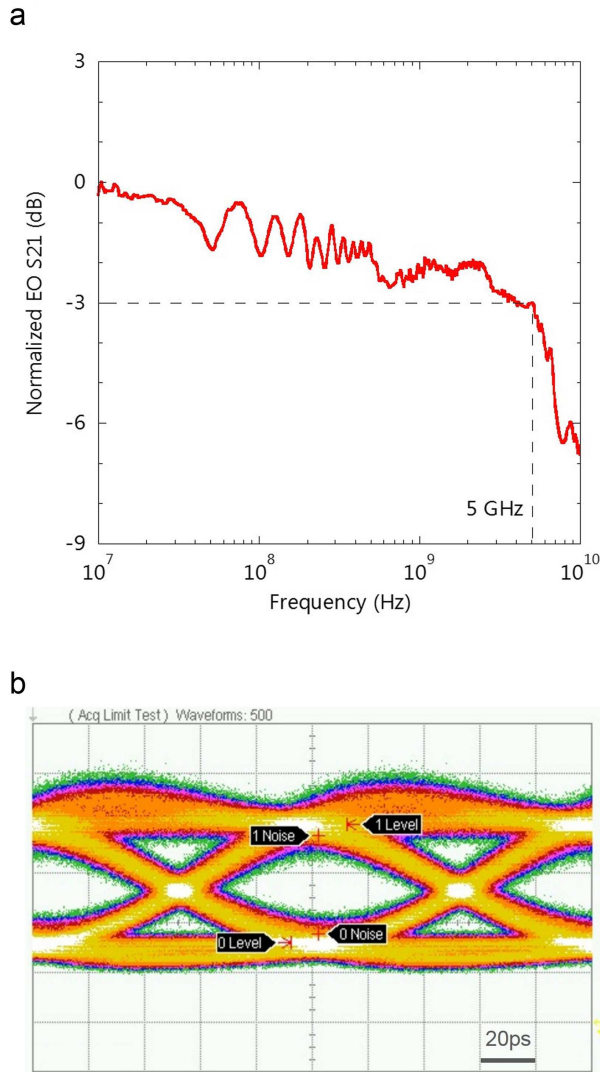 a
3
0
-3
-6
-9
Normalized EO S21 (dB)
5 GHz
10^7
10^8
10^9
10^10
Frequency (Hz)
b
( Acq Limit Test ) Waveforms: 500
1 Level
1 Noise
0 Noise
0 Level
20ps